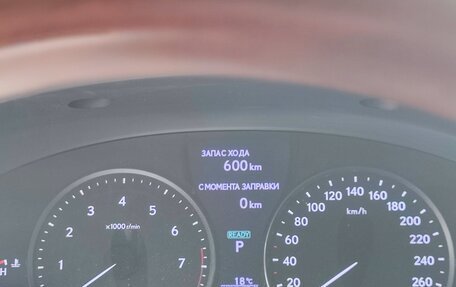 ЗАПАС ХОДА
600 km
С МОМЕНТА ЗАПРАВКИ
0 km
READY
P
18°C
1 2 3 4 5 6 7
x1000 r/min
H
20 40 60 80 100 120 140 160 180 200 220 240 260
km/h